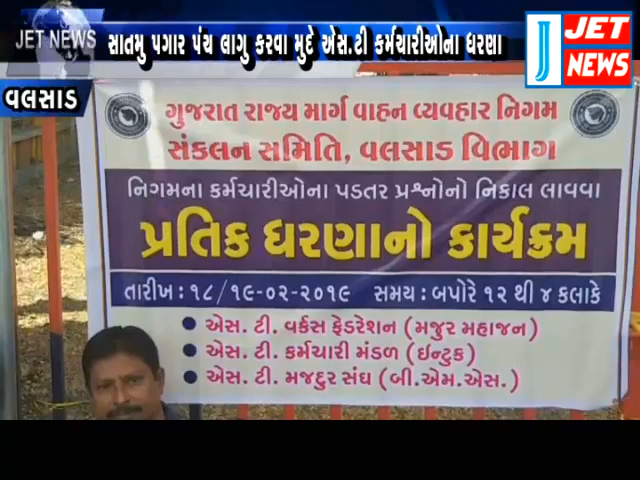 JET NEWS
સાતમુ પગાર પંચ લાગુ કરવા મુદે એસ.ટી કર્મચારીઓના ધરણા
JET
NEWS
વલસાડ
ગુજરાત રાજ્ય માર્ગ વાહન વ્યવહાર નિગમ
સંકલન સમિતિ, વલસાડ વિભાગ
નિગમના કર્મચારીઓના પડતર પ્રશ્નોનો નિકાલ લાવવા
પ્રતિક ધરણાનો કાર્યક્રમ
તારીખ : ૧૮/૧૯-૦૨-૨૦૧૯ સમય : બપોરે ૧૨ થી ૪ કલાકે
એસ. ટી. વર્કસ ફેડરેશન (મજુર મહાજન)
એસ. ટી. કર્મચારી મંડળ (ઇન્ટુક)
એસ. ટી. મજદુર સંઘ (બી.એમ.એસ.)